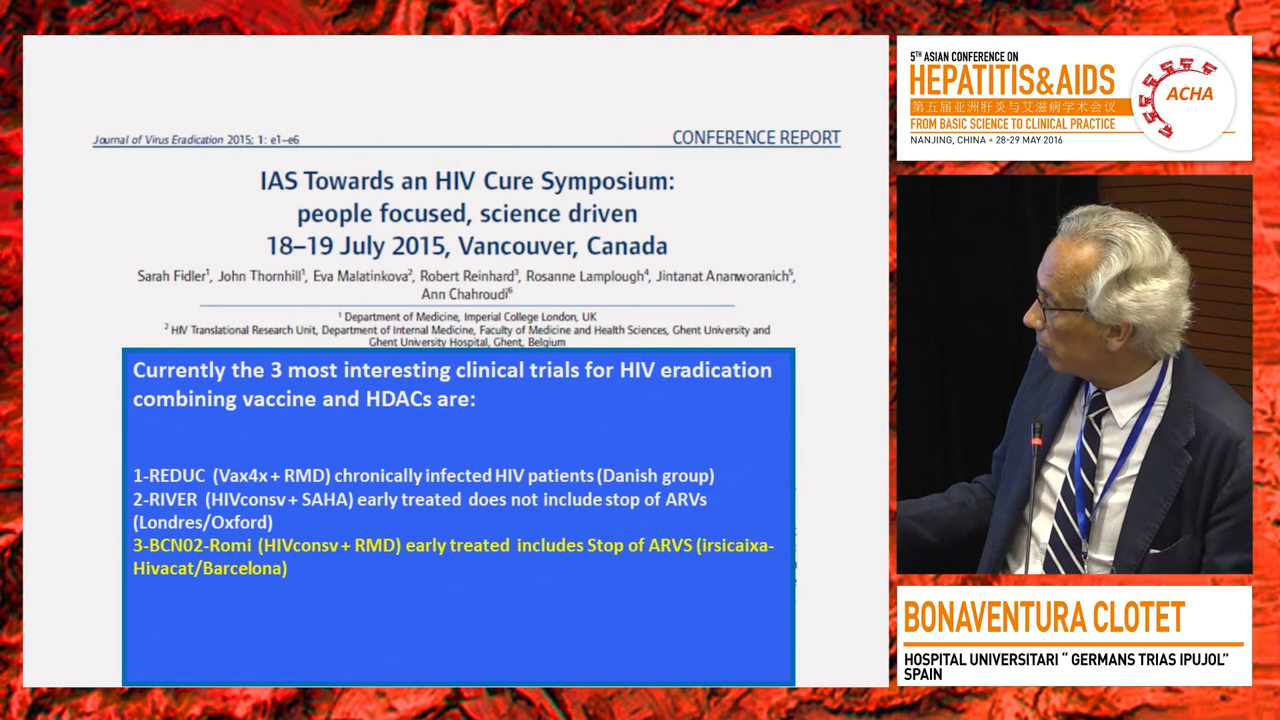 Journal of Virus Eradication 2015; 1: e1–e6
CONFERENCE REPORT
IAS Towards an HIV Cure Symposium:
people focused, science driven
18–19 July 2015, Vancouver, Canada
Sarah Fidler¹, John Thornhill¹, Eva Malatinkova², Robert Reinhard³, Rosanne Lamplough⁴, Jintanat Ananworanich⁵,
Ann Chahroudi⁶
¹ Department of Medicine, Imperial College London, UK
² HIV Translational Research Unit, Department of Internal Medicine, Faculty of Medicine and Health Sciences, Ghent University and
Ghent University Hospital, Ghent, Belgium
Currently the 3 most interesting clinical trials for HIV eradication
combining vaccine and HDACs are:
1-REDUC (Vax4x + RMD) chronically infected HIV patients (Danish group)
2-RIVER (HIVconsv + SAHA) early treated does not include stop of ARVs
(Londres/Oxford)
3-BCN02-Romi (HIVconsv + RMD) early treated includes Stop of ARVS (irsicaixa-
Hivacat/Barcelona)
5TH ASIAN CONFERENCE ON
HEPATITIS&AIDS
第五届亚洲肝炎与艾滋病学术会议
FROM BASIC SCIENCE TO CLINICAL PRACTICE
NANJING, CHINA • 28-29 MAY 2016
ACHA
BONAVENTURA CLOTET
HOSPITAL UNIVERSITARI “ GERMANS TRIAS IPUJOL”
SPAIN